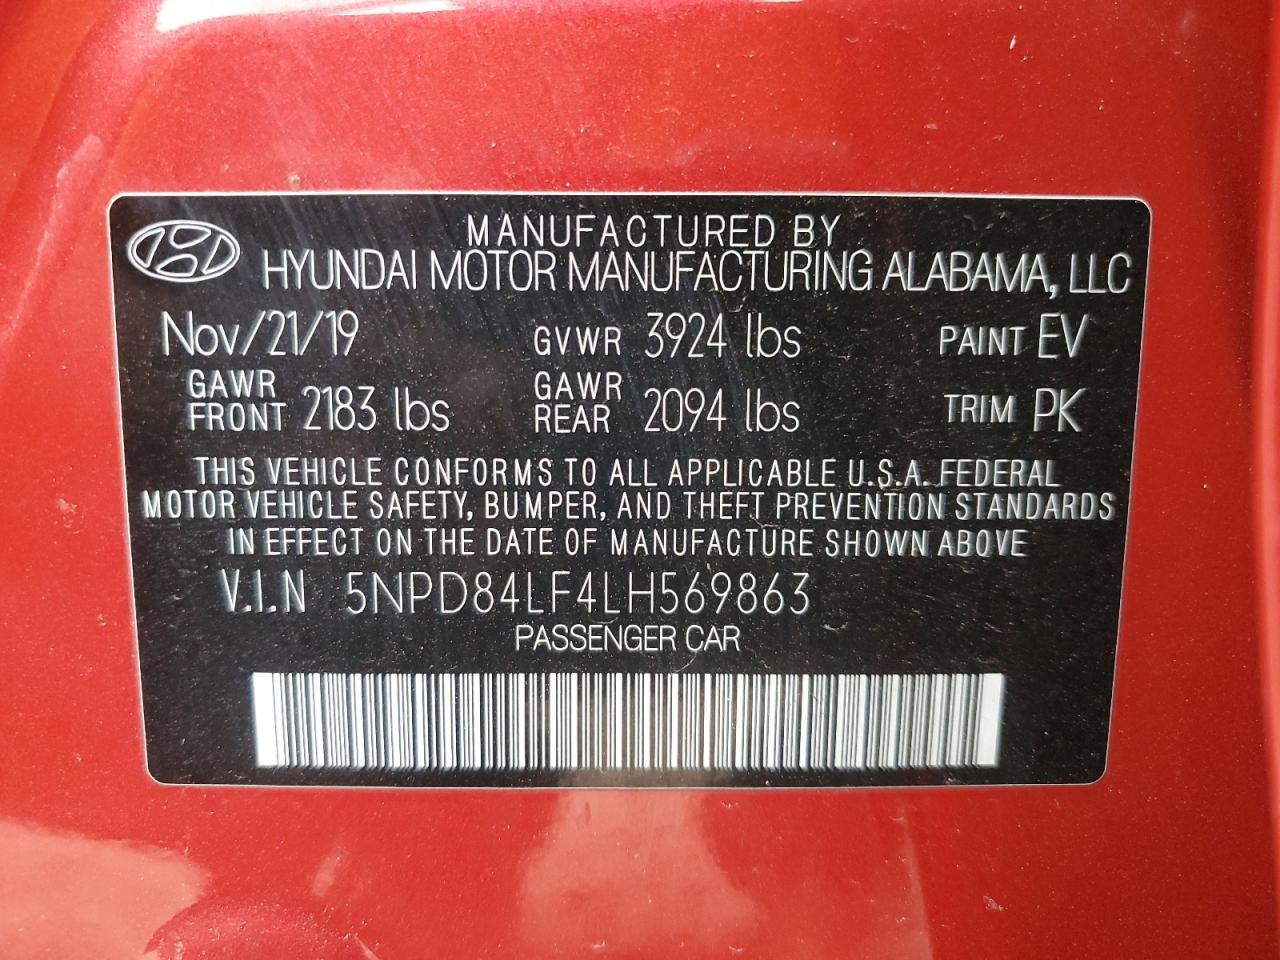 MANUFACTURED BY
HYUNDAI MOTOR MANUFACTURING ALABAMA, LLC
Nov/21/19 GVWR 3924 lbs PAINT EV
GAWR FRONT 2183 lbs GAWR REAR 2094 lbs TRIM PK
THIS VEHICLE CONFORMS TO ALL APPLICABLE U.S.A. FEDERAL
MOTOR VEHICLE SAFETY, BUMPER, AND THEFT PREVENTION STANDARDS
IN EFFECT ON THE DATE OF MANUFACTURE SHOWN ABOVE
V.I.N 5NPD84LF4LH569863
PASSENGER CAR